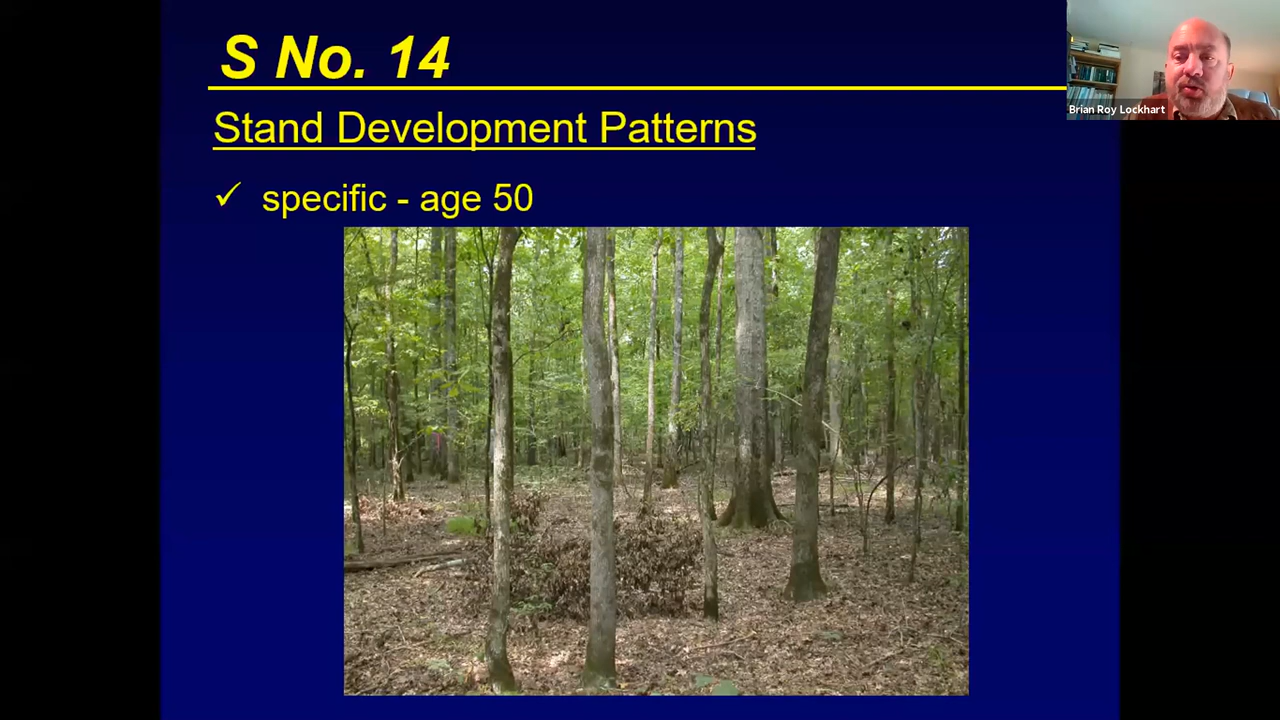 S No. 14
Stand Development Patterns
✓ specific - age 50
Brian Roy Lockhart